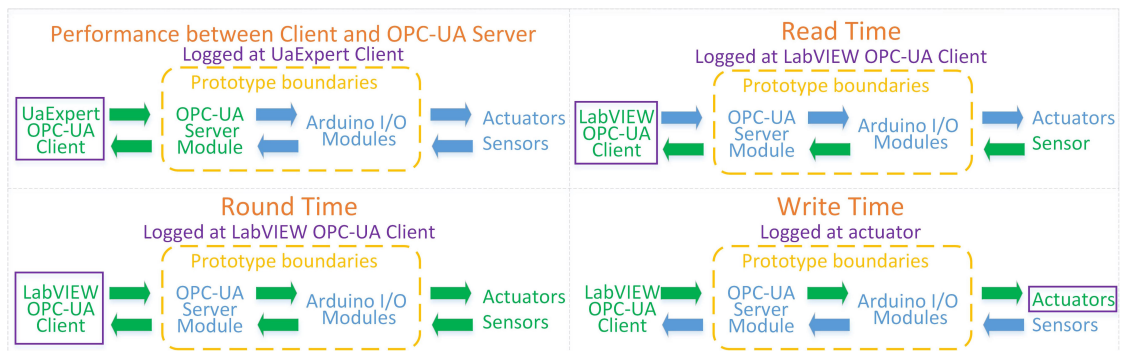 Performance between Client and OPC-UA Server
Logged at UaExpert Client
Prototype boundaries
UaExpert
OPC-UA
Client
OPC-UA
Server
Module
Arduino I/O
Modules
Actuators
Sensors
Read Time
Logged at LabVIEW OPC-UA Client
Prototype boundaries
LabVIEW
OPC-UA
Client
OPC-UA
Server
Module
Arduino I/O
Modules
Actuators
Sensor
Round Time
Logged at LabVIEW OPC-UA Client
Prototype boundaries
LabVIEW
OPC-UA
Client
OPC-UA
Server
Module
Arduino I/O
Modules
Actuators
Sensors
Write Time
Logged at actuator
Prototype boundaries
LabVIEW
OPC-UA
Client
OPC-UA
Server
Module
Arduino I/O
Modules
Actuators
Sensors